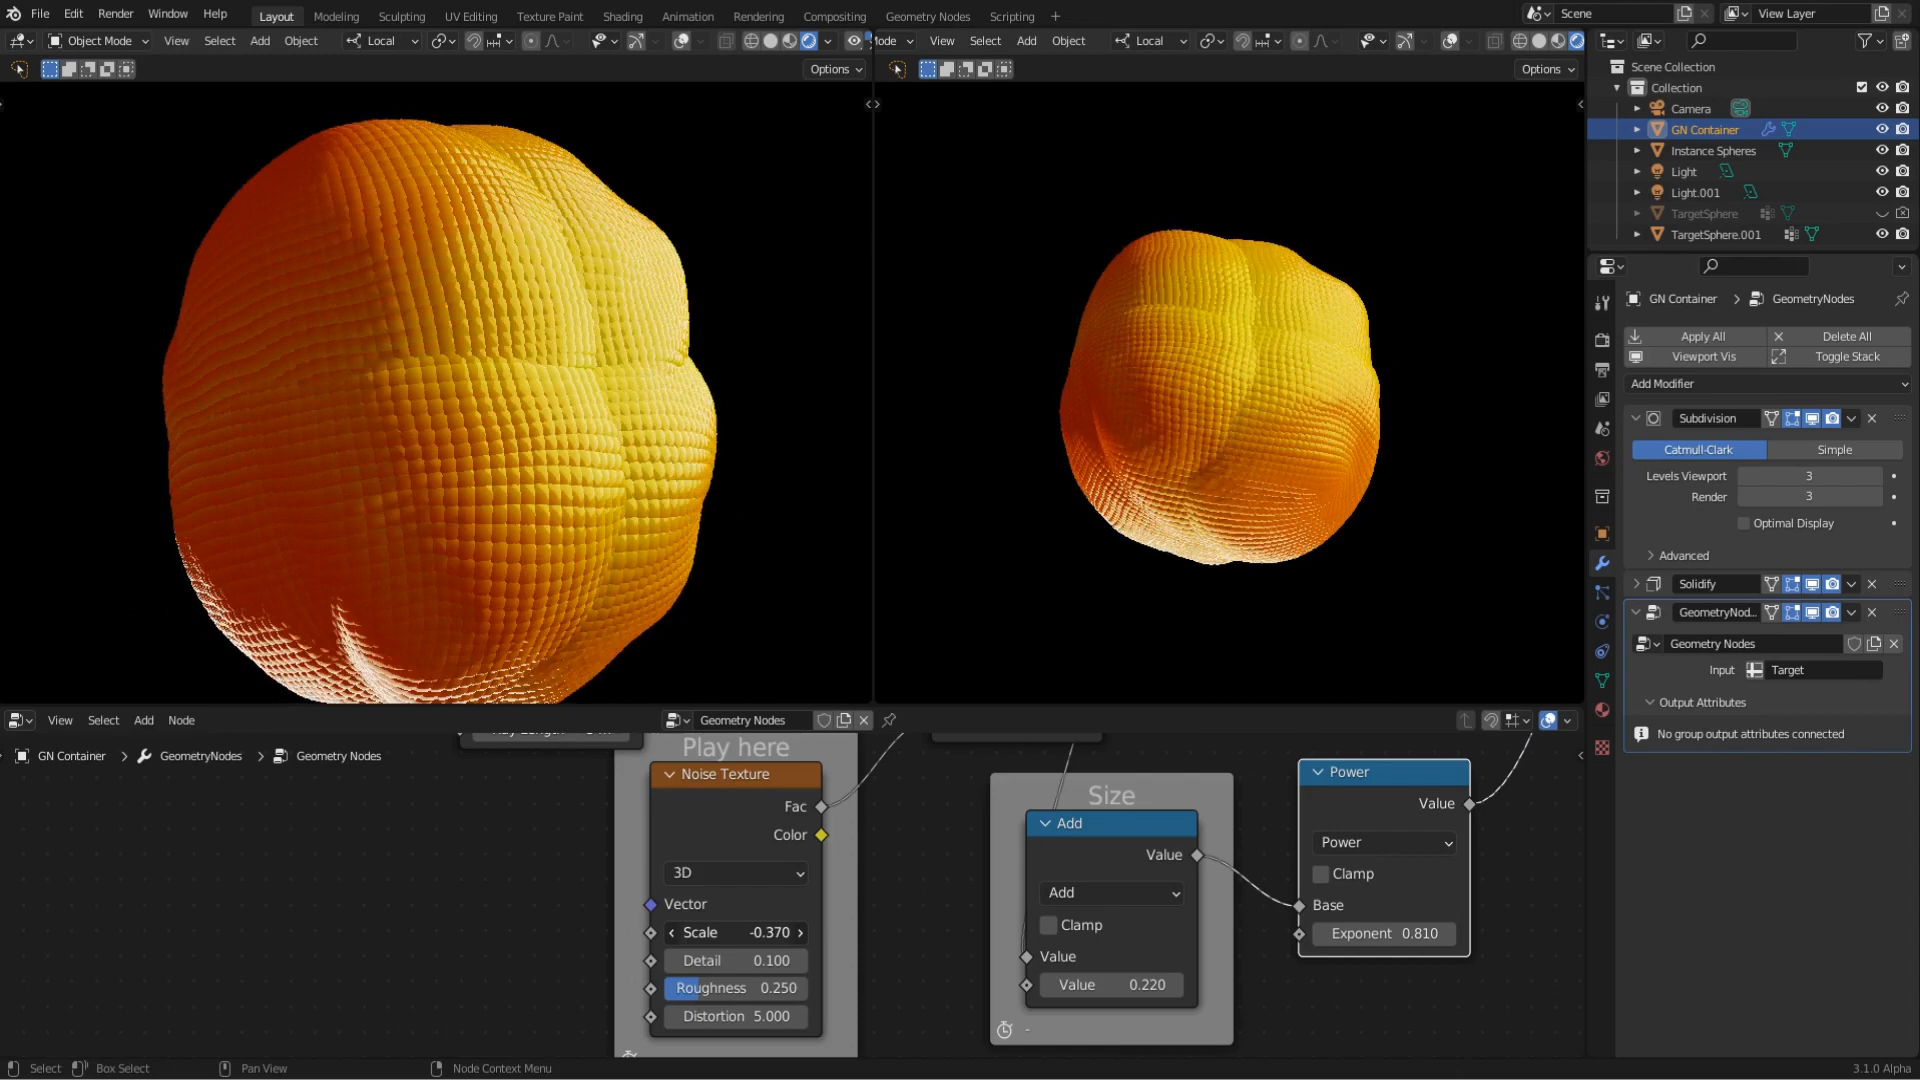 File Edit Render Window Help Layout Modeling Sculpting UV Editing Texture Paint Shading Animation Rendering Compositing Geometry Nodes Scripting + Scene View Layer
Object Mode View Select Add Object Local Mode View Select Add Object Local
Options Options
Scene Collection
Collection
Camera
GN Container
Instance Spheres
Light
Light.001
TargetSphere
TargetSphere.001
GN Container > GeometryNodes
Apply All Delete All
Viewport Vis Toggle Stack
Add Modifier
Subdivision
Catmull-Clark Simple
Levels Viewport 3
Render 3
Optimal Display
Advanced
Solidify
GeometryNod...
Geometry Nodes
Input Target
Output Attributes
No group output attributes connected
View Select Add Node Geometry Nodes
GN Container > GeometryNodes > Geometry Nodes
Play here
Noise Texture
Fac
Color
3D
Vector
Scale -0.370
Detail 0.100
Roughness 0.250
Distortion 5.000
Size
Add
Value
Add
Clamp
Value
Value 0.220
-
Power
Value
Power
Clamp
Base
Exponent 0.810
Select Box Select Pan View Node Context Menu 3.1.0 Alpha